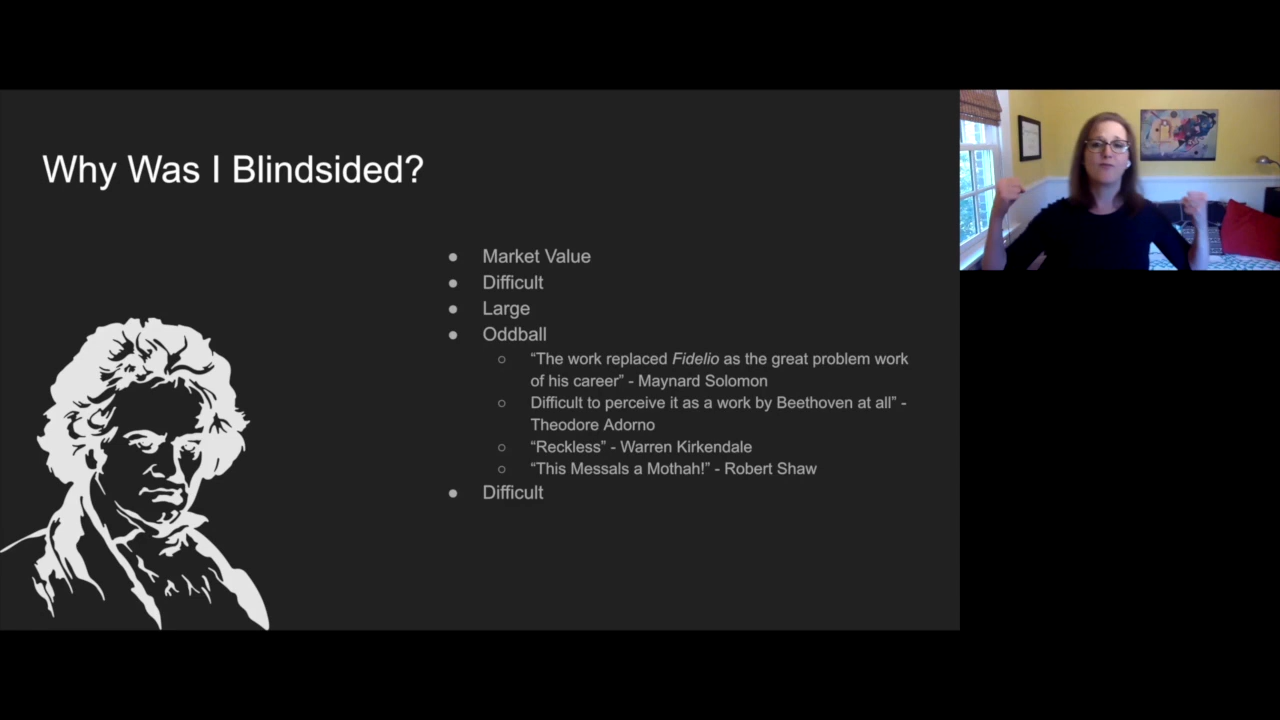 Why Was I Blindsided?
● Market Value
● Difficult
● Large
● Oddball
○ “The work replaced Fidelio as the great problem work
of his career” - Maynard Solomon
○ Difficult to perceive it as a work by Beethoven at all” -
Theodore Adorno
○ “Reckless” - Warren Kirkendale
○ “This MessaIs a Mothah!” - Robert Shaw
● Difficult